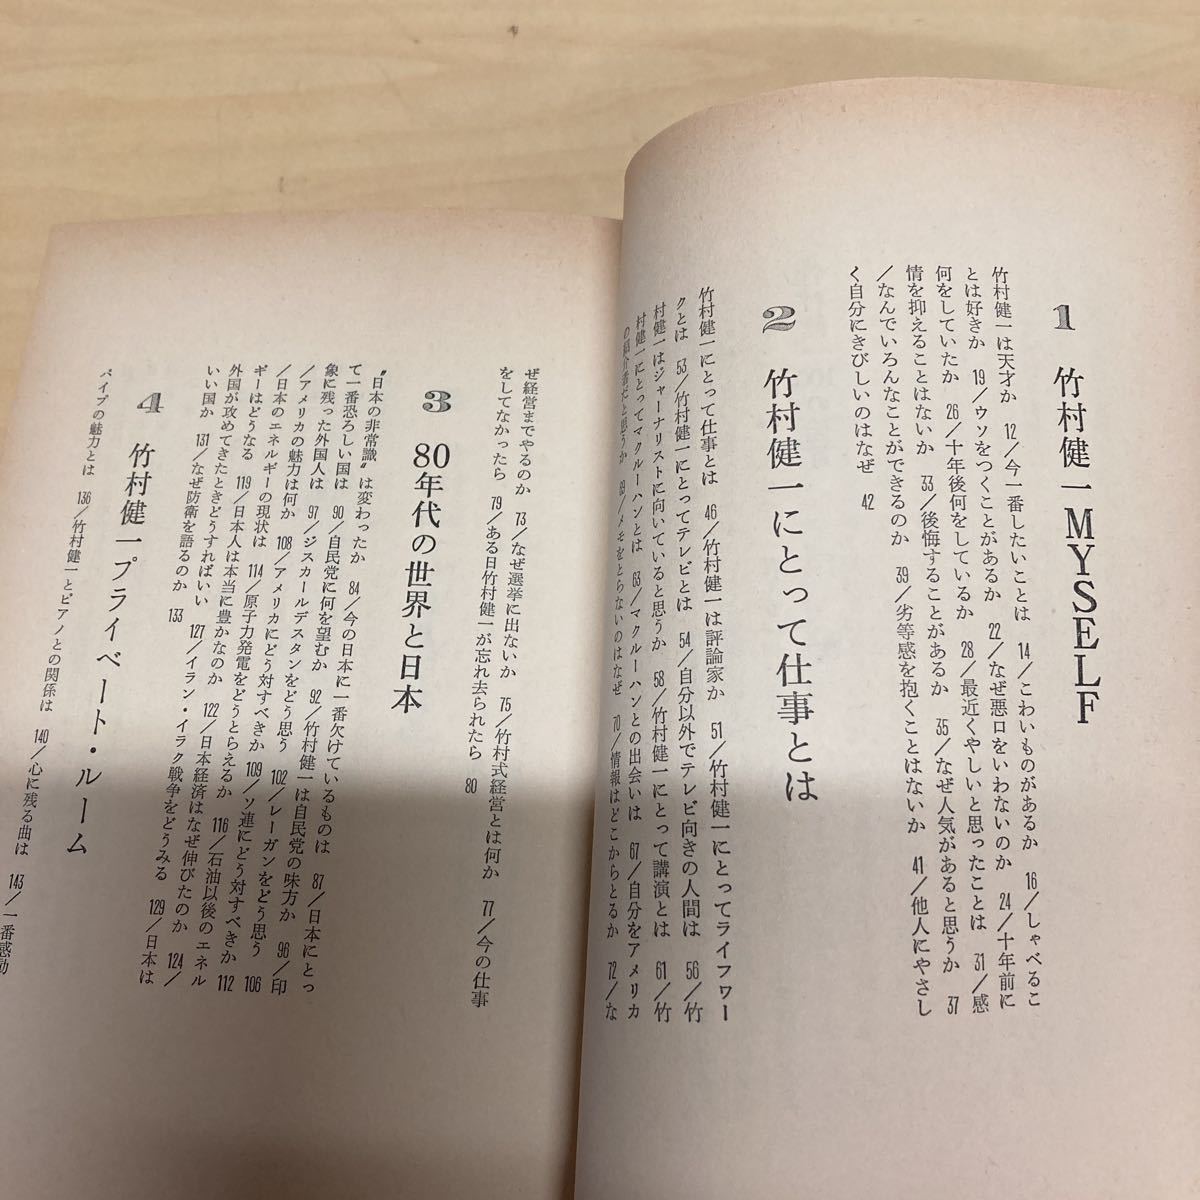 1 竹村健一MYSELF
竹村健一は天才か 12／今一番したいことは 14／こわいものがあるか 16／しゃべるこ
とは好きか 19／ウソをつくことがあるか 22／なぜ悪口をいわないのか 24／十年前に
何をしていたか 26／十年後何をしているか 28／最近くやしいと思ったことは 31／感
情を抑えることはないか 33／後悔することがあるか 35／なぜ人気があると思うか 37
／なんでいろんなことができるのか 39／劣等感を抱くことはないか 41／他人にやさし
く自分にきびしいのはなぜ 42
2 竹村健一にとって仕事とは
竹村健一にとって仕事とは 46／竹村健一は評論家か 51／竹村健一にとってライフワー
クとは 53／竹村健一にとってテレビとは 54／自分以外でテレビ向きの人間は 56／竹
村健一はジャーナリストに向いていると思うか 58／竹村健一にとって講演とは 61／竹
村健一にとってマクルーハンとは 63／マクルーハンとの出会いは 67／自分をアメリカ
の紹介者だと思うか 69／メモをとらないのはなぜ 70／情報はどこからとるか 72／な
ぜ経営までやるのか 73／なぜ選挙に出ないか 75／竹村式経営とは何か 77／今の仕事
をしてなかったら 79／ある日竹村健一が忘れ去られたら 80
3 80年代の世界と日本
〝日本の非常識〟は変わったか 84／今の日本に一番欠けているものは 87／日本にとっ
て一番恐ろしい国は 90／自民党に何を望むか 92／竹村健一は自民党の味方か 96／印
象に残った外国人は 97／ジスカールデスタンをどう思う 102／レーガンをどう思う 106
／アメリカの魅力は何か 108／アメリカにどう対すべきか 109／ソ連にどう対すべきか 112
／日本のエネルギーの現状は 114／原子力発電をどうとらえるか 116／石油以後のエネル
ギーはどうなる 119／日本人は本当に豊かなのか 122／日本経済はなぜ伸びたのか 124／
外国が攻めてきたときどうすればいい 127／イラン・イラク戦争をどうみる 129／日本は
いい国か 131／なぜ防衛を語るのか 133
4 竹村健一プライベート・ルーム
パイプの魅力とは 136／竹村健一とピアノとの関係は 140／心に残る曲は 143／一番感動